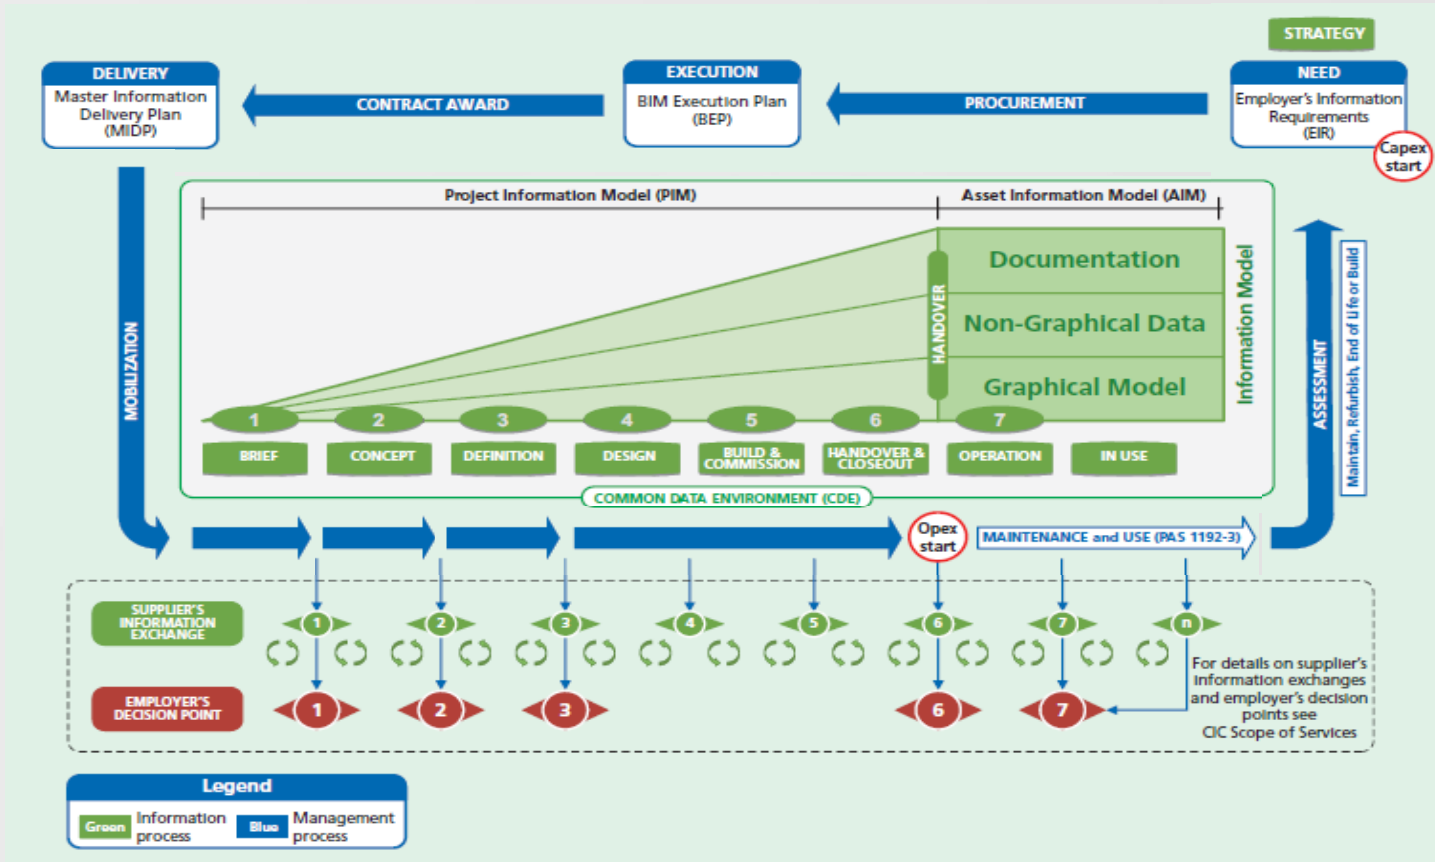 STRATEGY
DELIVERY
Master Information
Delivery Plan
(MIDP)
CONTRACT AWARD
EXECUTION
BIM Execution Plan
(BEP)
PROCUREMENT
NEED
Employer's Information
Requirements
(EIR)
Capex
start
MOBILIZATION
Project Information Model (PIM)
Asset Information Model (AIM)
HANDOVER
Documentation
Non-Graphical Data
Graphical Model
Information Model
ASSESSMENT
Maintain, Refurbish, End of Life or Build
1 2 3 4 5 6 7
BRIEF
CONCEPT
DEFINITION
DESIGN
BUILD &
COMMISSION
HANDOVER &
CLOSEOUT
OPERATION
IN USE
COMMON DATA ENVIRONMENT (CDE)
Opex
start
MAINTENANCE and USE (PAS 1192-3)
SUPPLIER'S
INFORMATION
EXCHANGE
1 2 3 4 5 6 7 n
For details on supplier's
information exchanges
and employer's decision
points see
CIC Scope of Services
EMPLOYER'S
DECISION POINT
1 2 3 6 7
Legend
Green
Information
process
Blue
Management
process